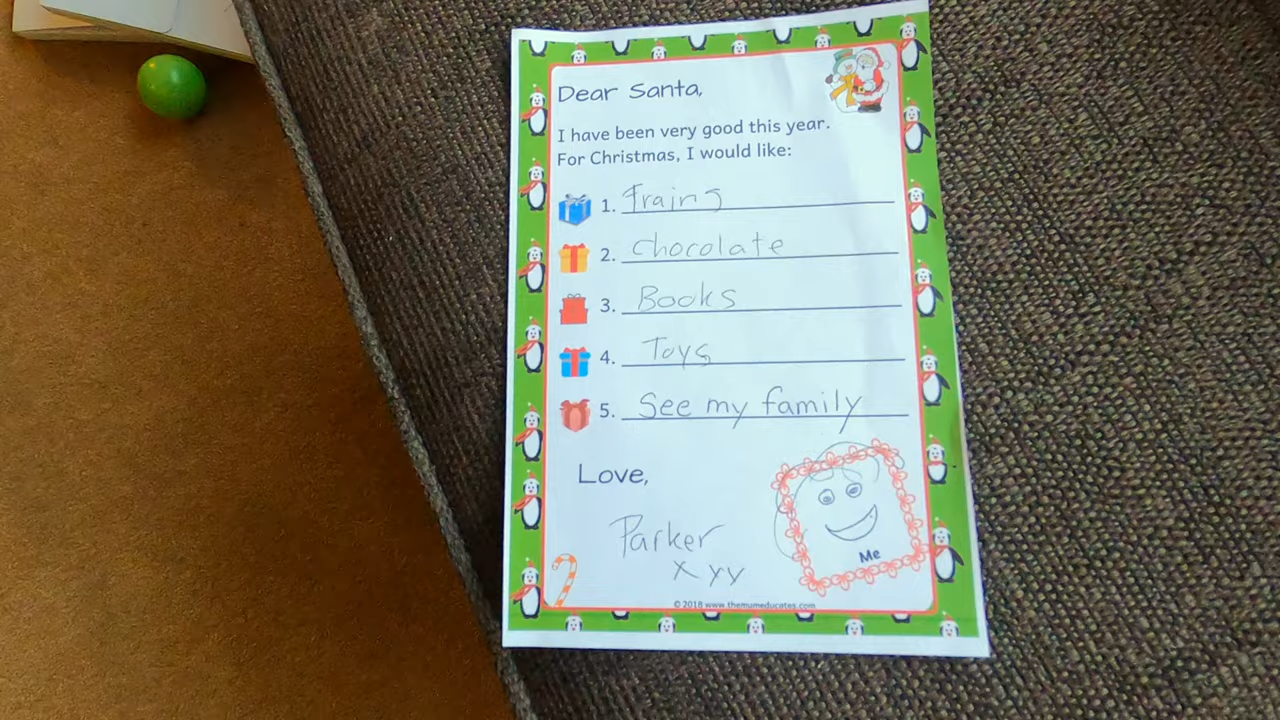 Dear Santa,
I have been very good this year.
For Christmas, I would like:
1. Trains
2. chocolate
3. Books
4. Toys
5. See my family
Love,
Parker
x yy
Me
© 2018 www.themumeducates.com